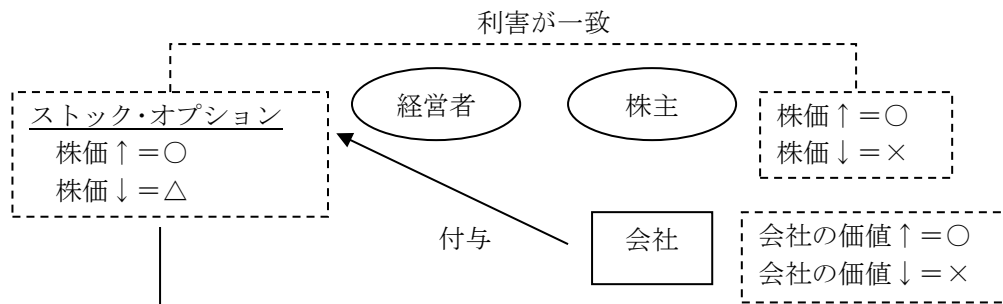 利害が一致
経営者
株主
ストック・オプション
株価↑＝○
株価↓＝△
株価↑＝○
株価↓＝×
付与
会社
会社の価値↑＝○
会社の価値↓＝×